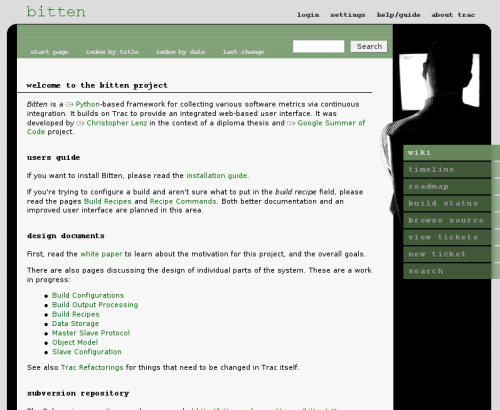 bitten
login settings help/guide about trac
start page index by title index by date last change
Search
welcome to the bitten project
Bitten is a Python-based framework for collecting various software metrics via continuous
integration. It builds on Trac to provide an integrated web-based user interface. It was
developed by Christopher Lenz in the context of a diploma thesis and Google Summer of
Code project.
wiki
timeline
roadmap
build status
browse source
view tickets
new ticket
search
users guide
If you want to install Bitten, please read the installation guide.
If you're trying to configure a build and aren't sure what to put in the build recipe field, please
read the pages Build Recipes and Recipe Commands. Both better documentation and an
improved user interface are planned in this area.
design documents
First, read the white paper to learn about the motivation for this project, and the overall goals.
There are also pages discussing the design of individual parts of the system. These are a work
in progress:
Build Configurations
Build Output Processing
Build Recipes
Data Storage
Master Slave Protocol
Object Model
Slave Configuration
See also Trac Refactorings for things that need to be changed in Trac itself.
subversion repository